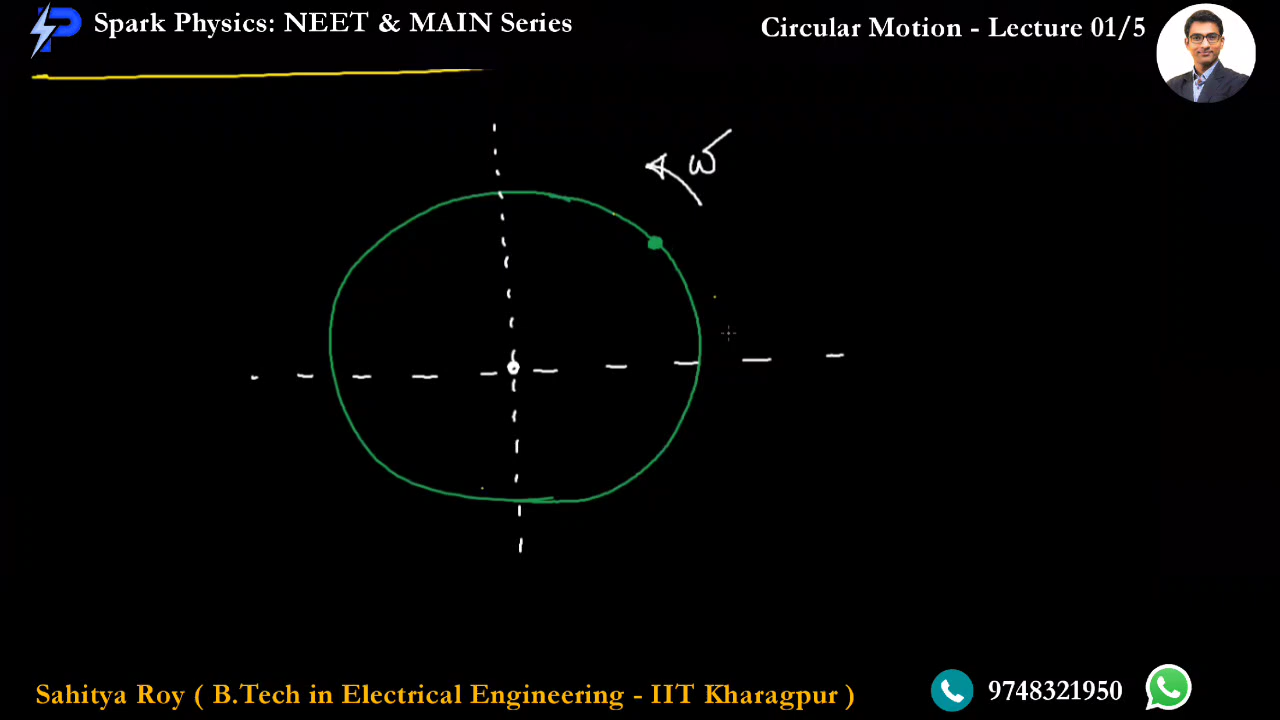 Spark Physics: NEET & MAIN Series
Circular Motion - Lecture 01/5
ω
Sahitya Roy ( B.Tech in Electrical Engineering - IIT Kharagpur )
9748321950